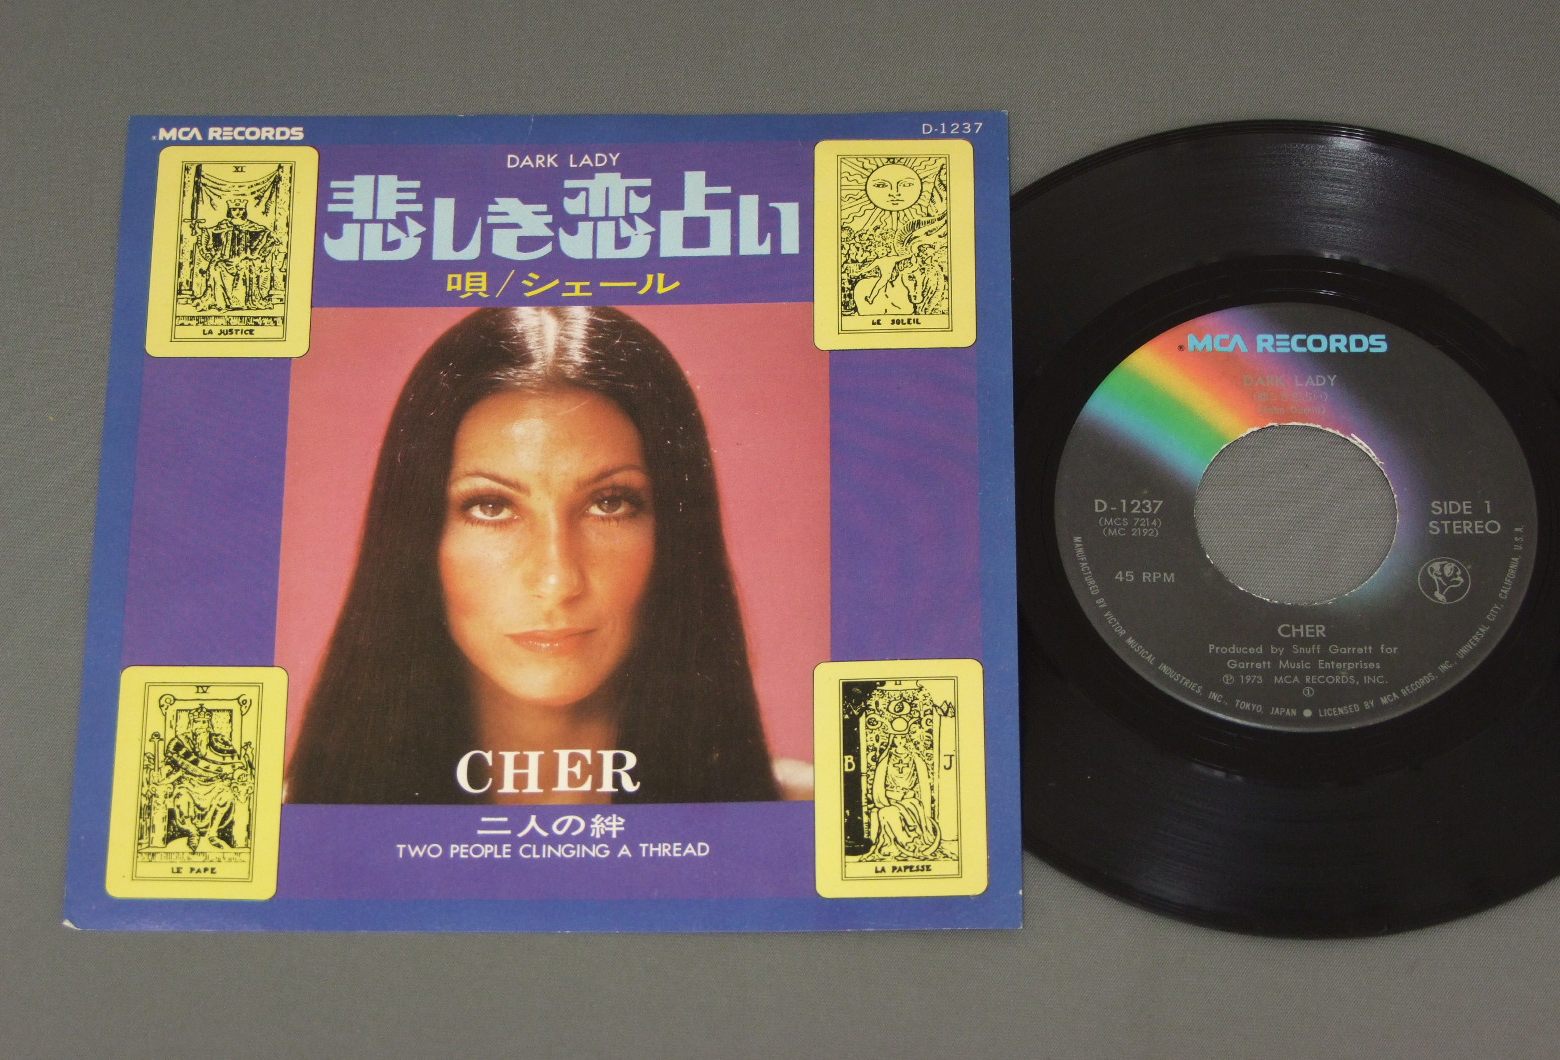 MCA RECORDS
D-1237
DARK LADY
悲しき恋占い
唄/シェール
XI
LA JUSTICE
LE SOLEIL
CHER
二人の絆
TWO PEOPLE CLINGING A THREAD
IV
LE PAPE
B J
LA PAPESSE
MCA RECORDS
DARK LADY
D-1237
(MCS 7214)
(MC 2192)
45 RPM
SIDE 1
STEREO
CHER
Produced by Snuff Garrett for
Garrett Music Enterprises
Ⓟ 1973 MCA RECORDS, INC.
①
MANUFACTURED BY VICTOR MUSICAL INDUSTRIES, INC., TOKYO, JAPAN ● LICENSED BY MCA RECORDS, INC. UNIVERSAL CITY, CALIFORNIA, U.S.A.